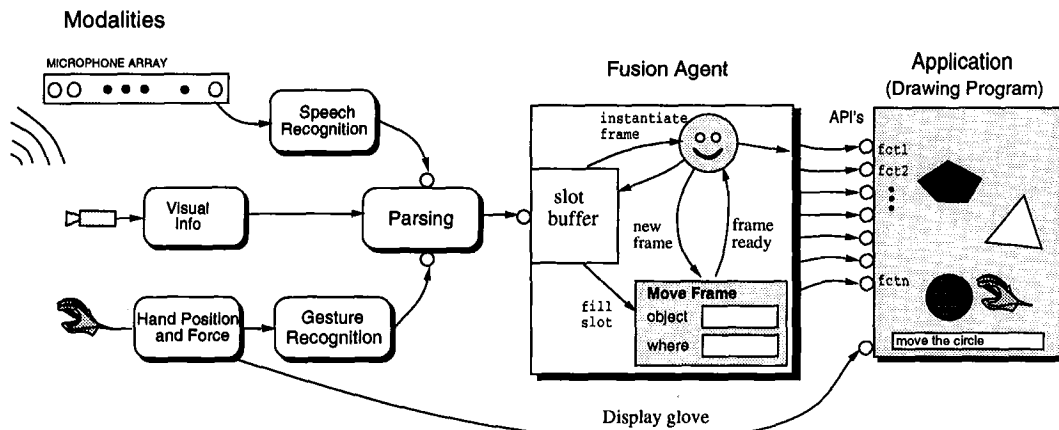 Modalities
MICROPHONE ARRAY
Speech
Recognition
Visual
Info
Hand Position
and Force
Gesture
Recognition
Parsing
Fusion Agent
instantiate
frame
slot
buffer
new
frame
frame
ready
fill
slot
Move Frame
object
where
Application
(Drawing Program)
API's
fct1
fct2
fctn
move the circle
Display glove